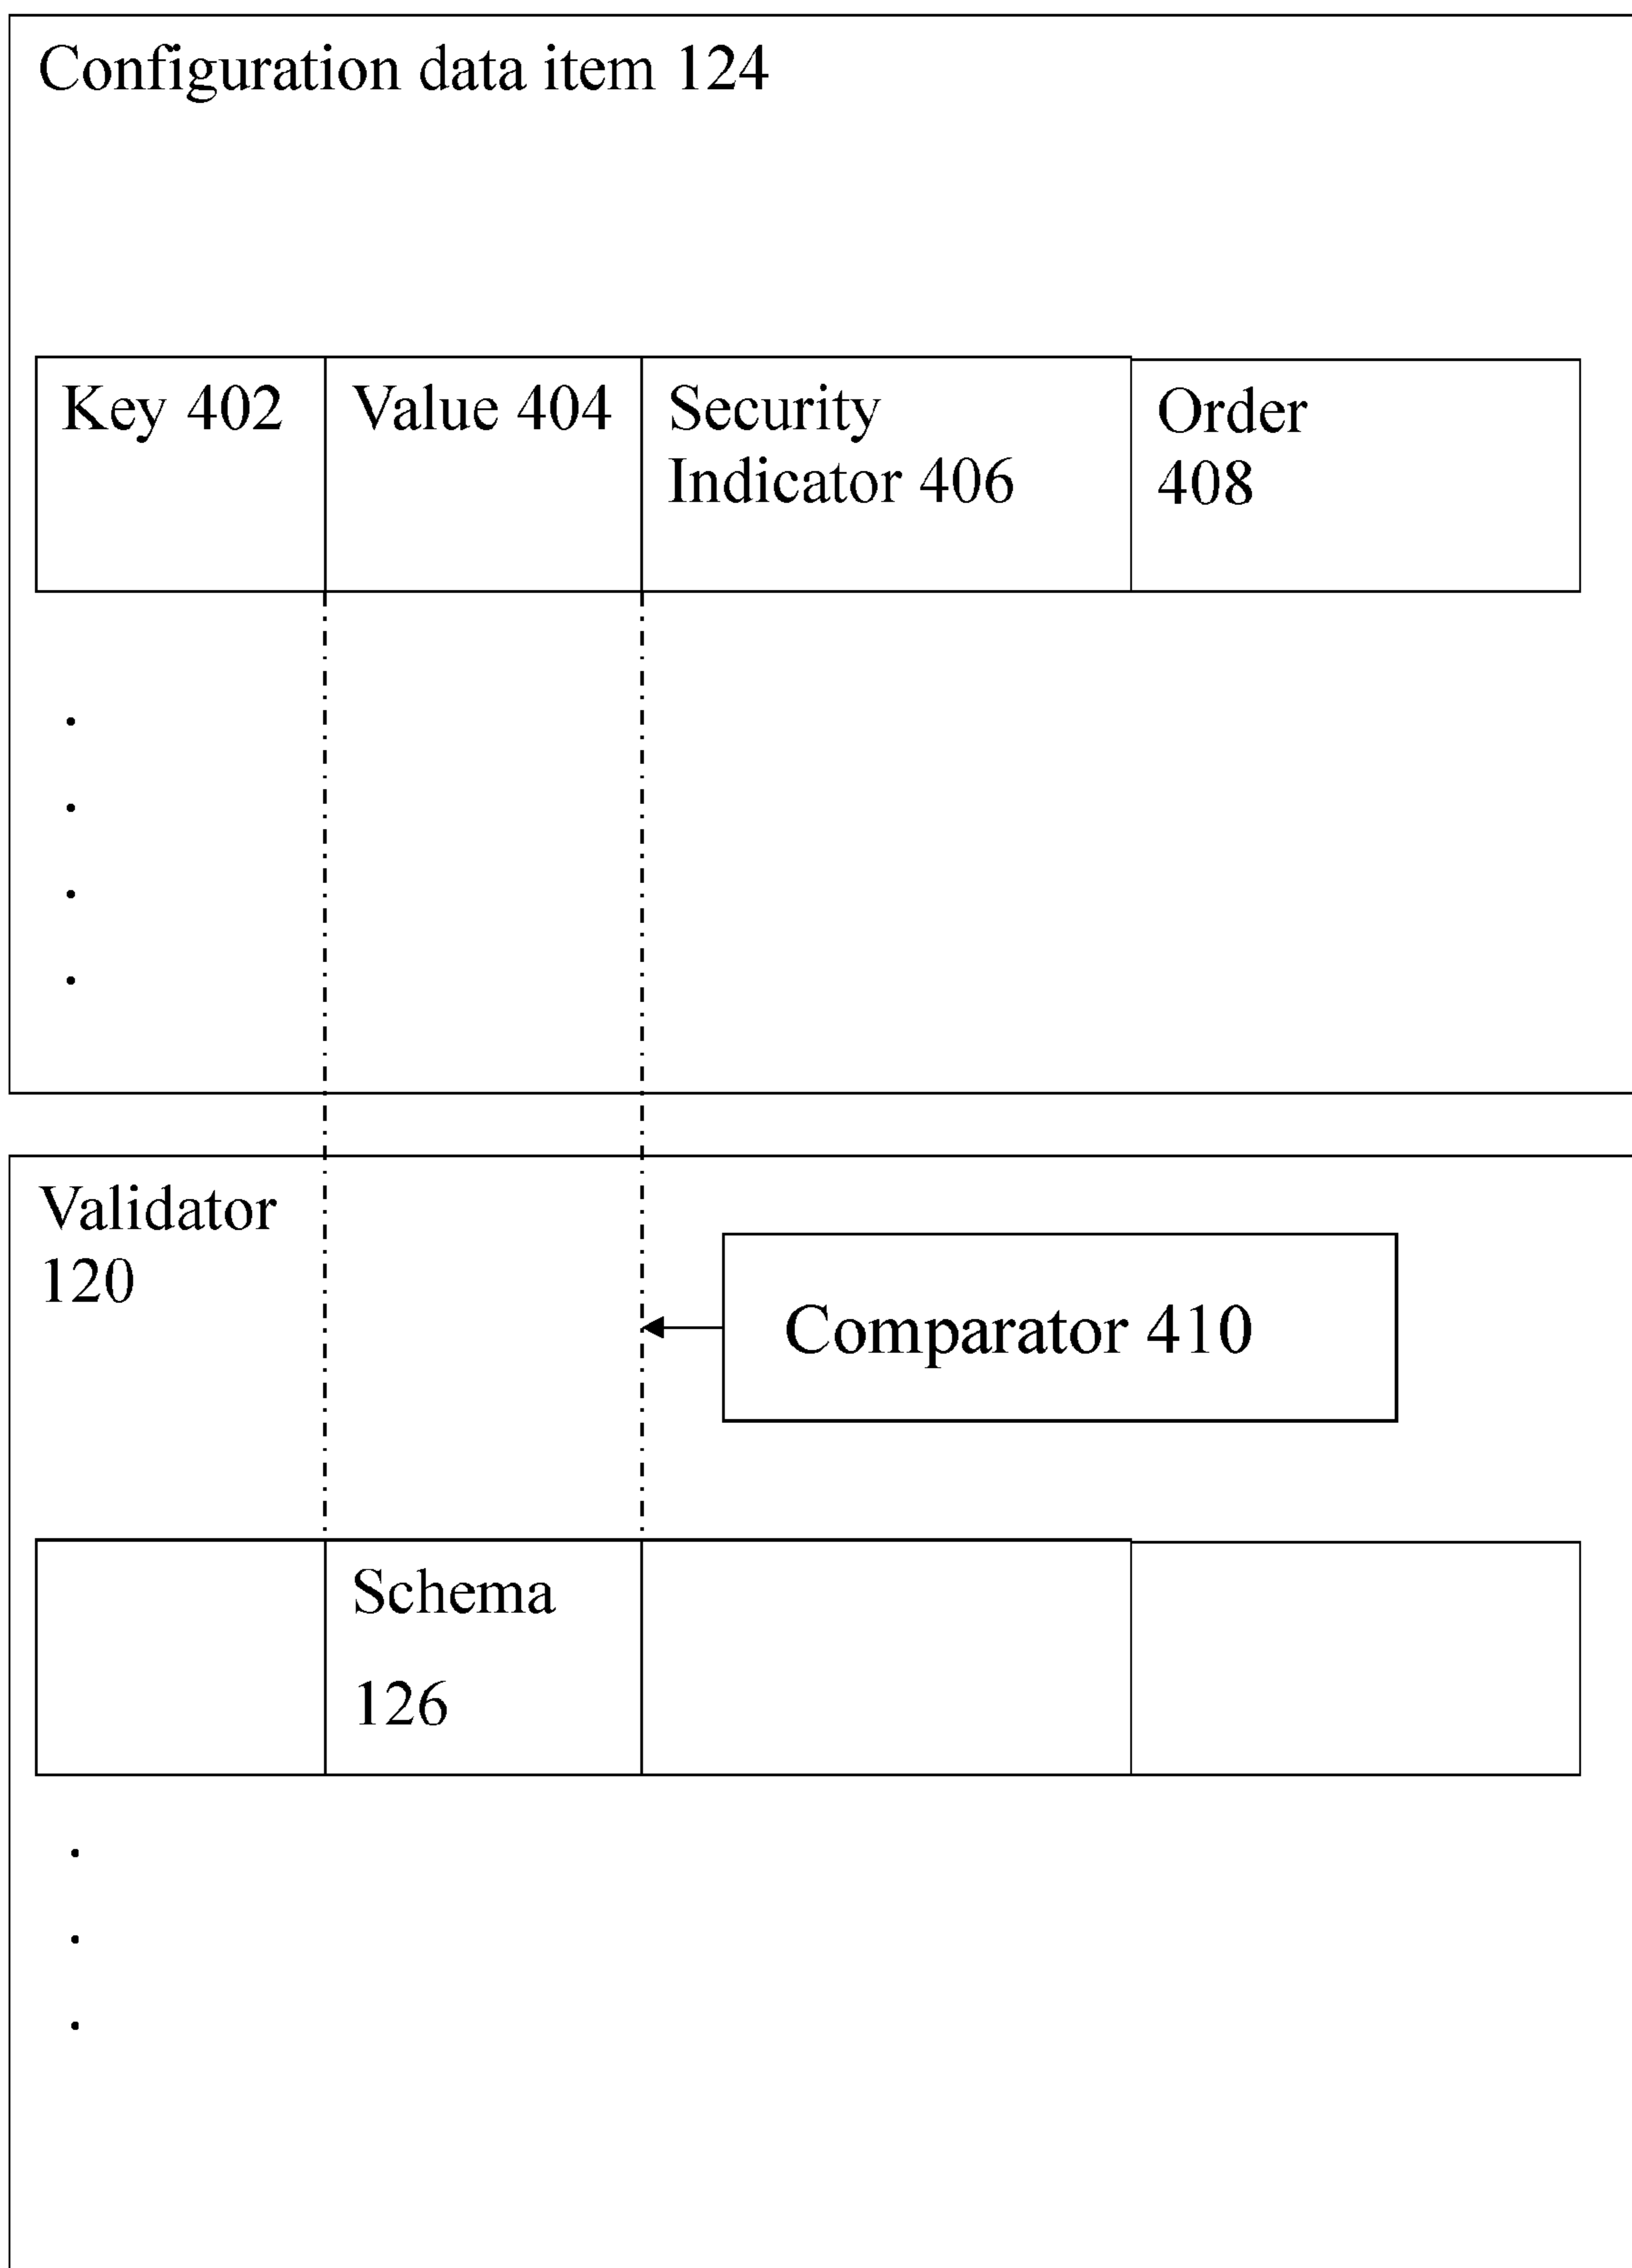 Configuration data item 124
Key 402
Value 404
Security
Indicator 406
Order
408
Validator
120
Comparator 410
Schema
126